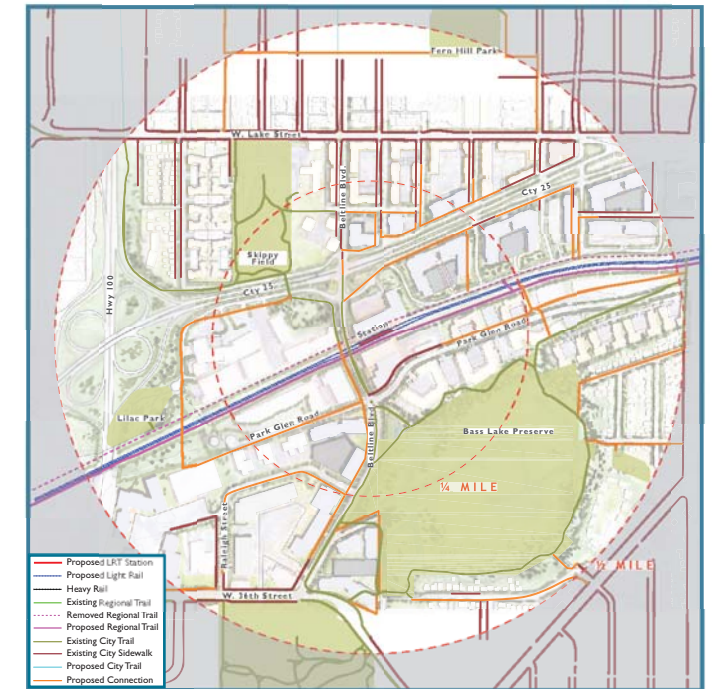 Fern Hill Park
W. Lake Street
Beltline Blvd.
Cty 25
Skippy
Field
Hwy 100
Cty 25
Station
Park Glen Road
Lilac Park
Park Glen Road
Beltline Blvd.
Bass Lake Preserve
¼ MILE
Raleigh Street
½ MILE
W. 36th Street
Proposed LRT Station
Proposed Light Rail
Heavy Rail
Existing Regional Trail
Removed Regional Trail
Proposed Regional Trail
Existing City Trail
Existing City Sidewalk
Proposed City Trail
Proposed Connection